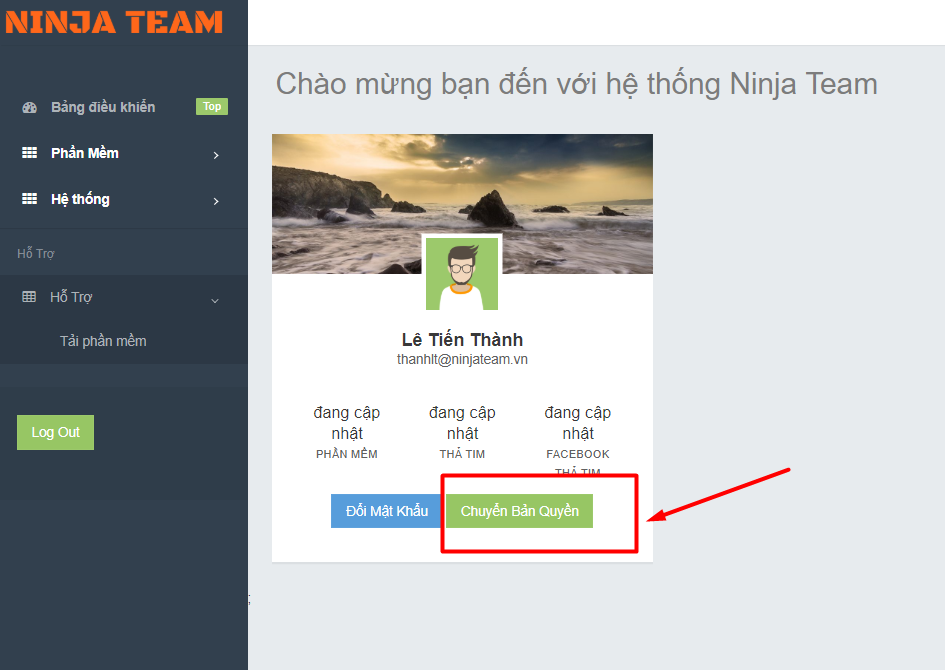 NINJA TEAM
Chào mừng bạn đến với hệ thống Ninja Team
Bảng điều khiển
Top
Phần Mềm
Hệ thống
Hỗ Trợ
Hỗ Trợ
Tải phần mềm
Log Out
Lê Tiến Thành
thanhlt@ninjateam.vn
đang cập
nhật
PHẦN MỀM
đang cập
nhật
THẢ TIM
đang cập
nhật
FACEBOOK
THẢ TIM
Đổi Mật Khẩu
Chuyển Bản Quyền
;